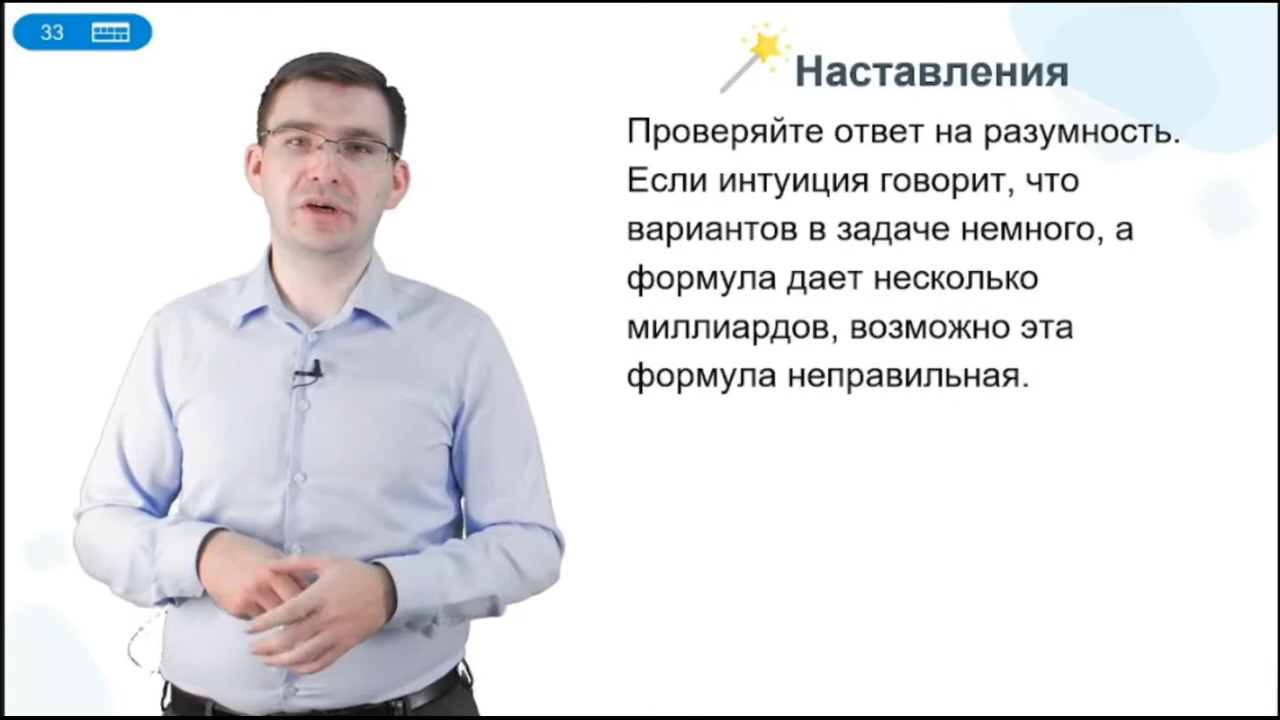 33
Наставления
Проверяйте ответ на разумность.
Если интуиция говорит, что
вариантов в задаче немного, а
формула дает несколько
миллиардов, возможно эта
формула неправильная.